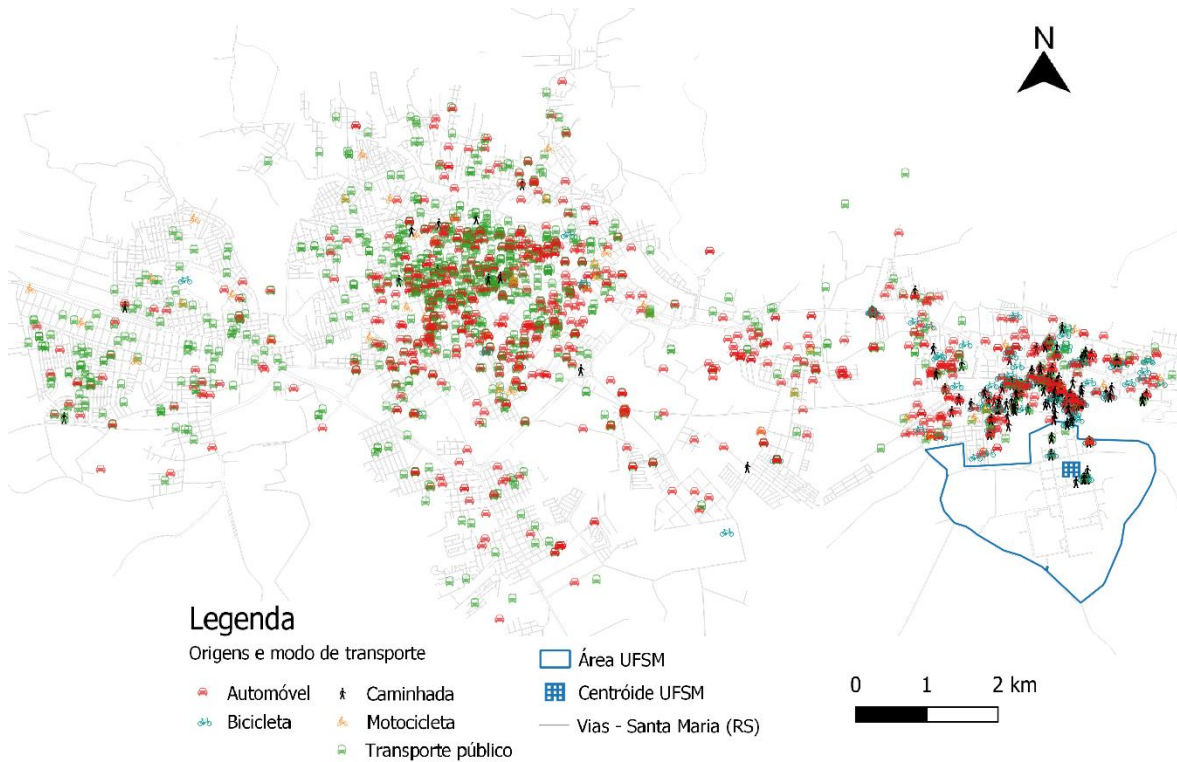 N
Legenda
Origens e modo de transporte
Automóvel
Caminhada
Bicicleta
Motocicleta
Transporte público
Área UFSM
Centróide UFSM
Vias - Santa Maria (RS)
0 1 2 km